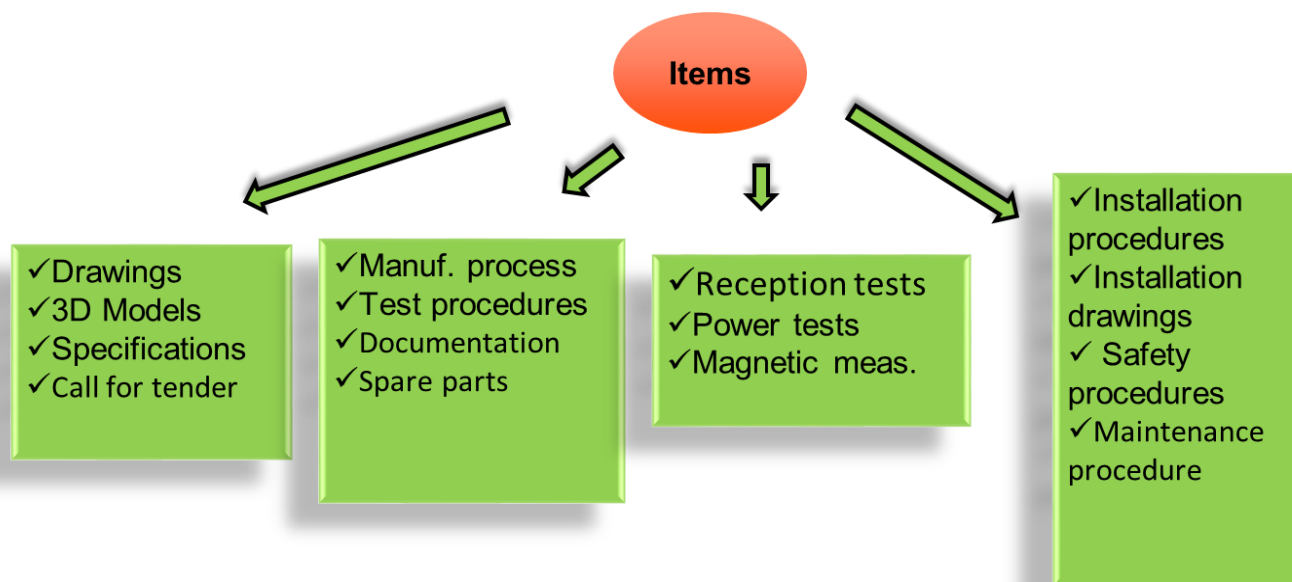 Items
✓Drawings
✓3D Models
✓Specifications
✓Call for tender
✓Manuf. process
✓Test procedures
✓Documentation
✓Spare parts
✓Reception tests
✓Power tests
✓Magnetic meas.
✓Installation
procedures
✓Installation
drawings
✓ Safety
procedures
✓Maintenance
procedure